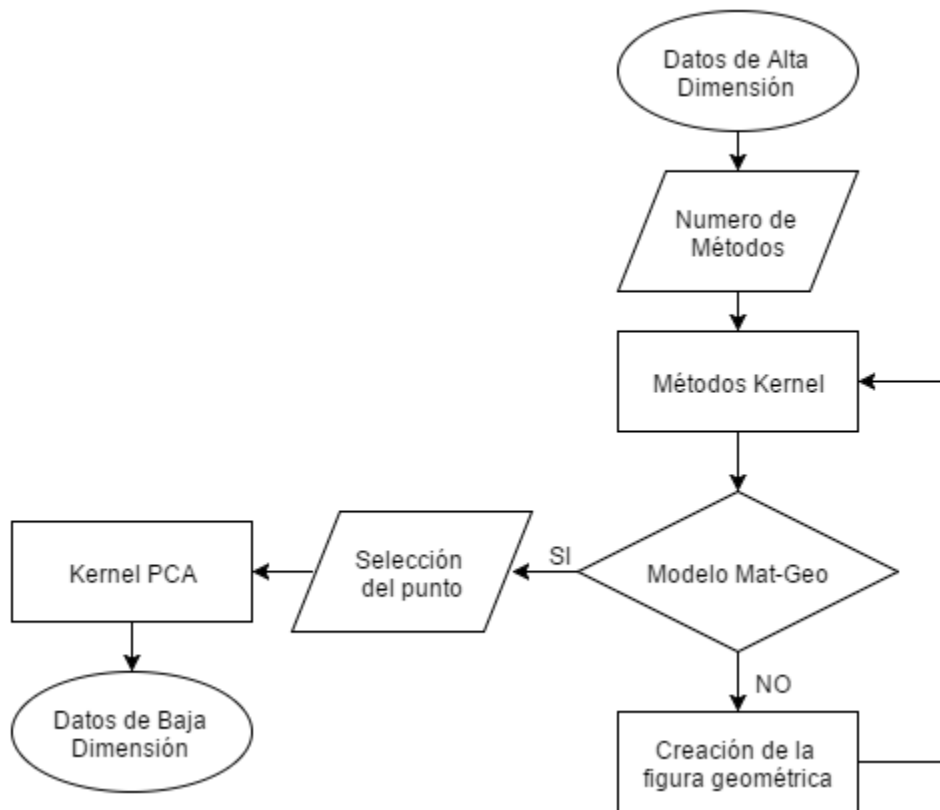 Datos de Alta
Dimensión
Numero de
Métodos
Métodos Kernel
Modelo Mat-Geo
SI
Selección
del punto
Kernel PCA
Datos de Baja
Dimensión
NO
Creación de la
figura geométrica